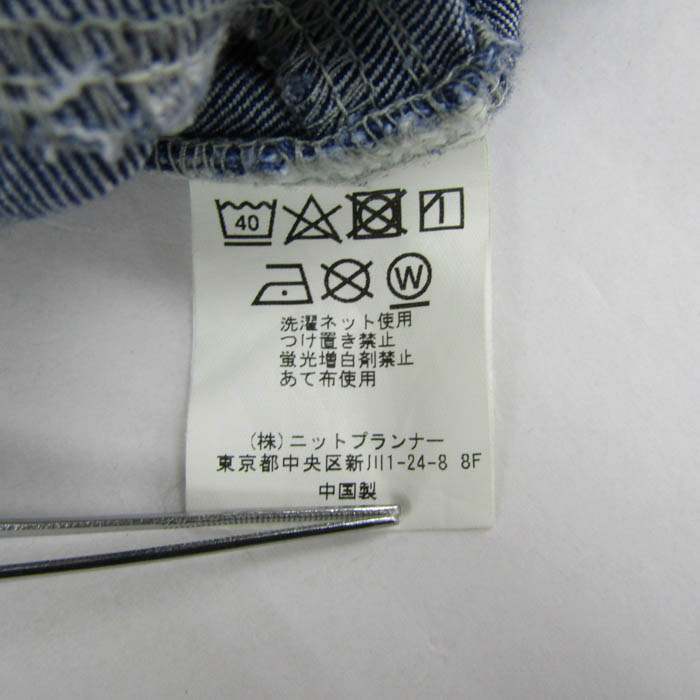 40
W
洗濯ネット使用
つけ置き禁止
蛍光増白剤禁止
あて布使用
(株)ニットプランナー
東京都中央区新川1-24-8 8F
中国製